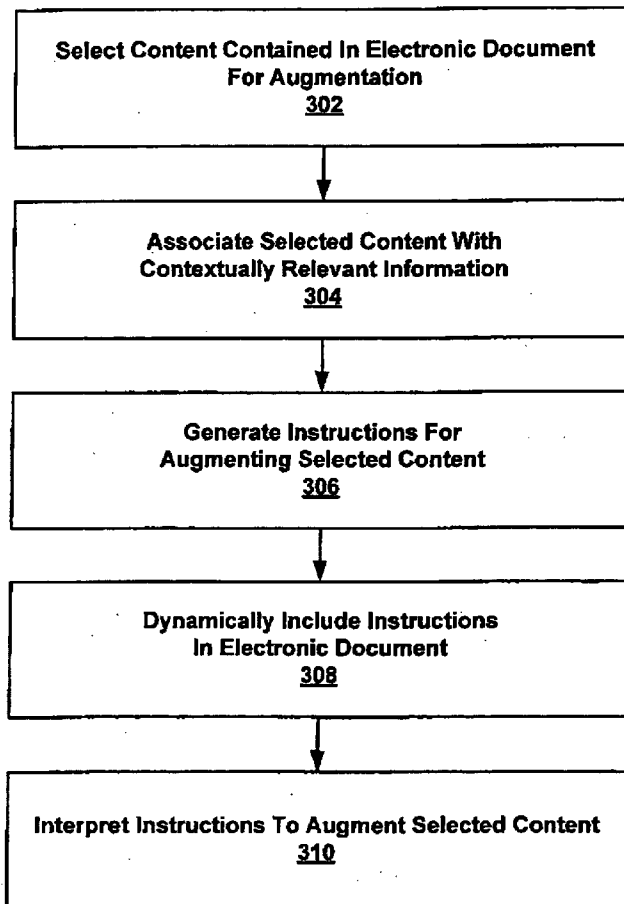 Select Content Contained In Electronic Document
For Augmentation
302
Associate Selected Content With
Contextually Relevant Information
304
Generate Instructions For
Augmenting Selected Content
306
Dynamically Include Instructions
In Electronic Document
308
Interpret Instructions To Augment Selected Content
310